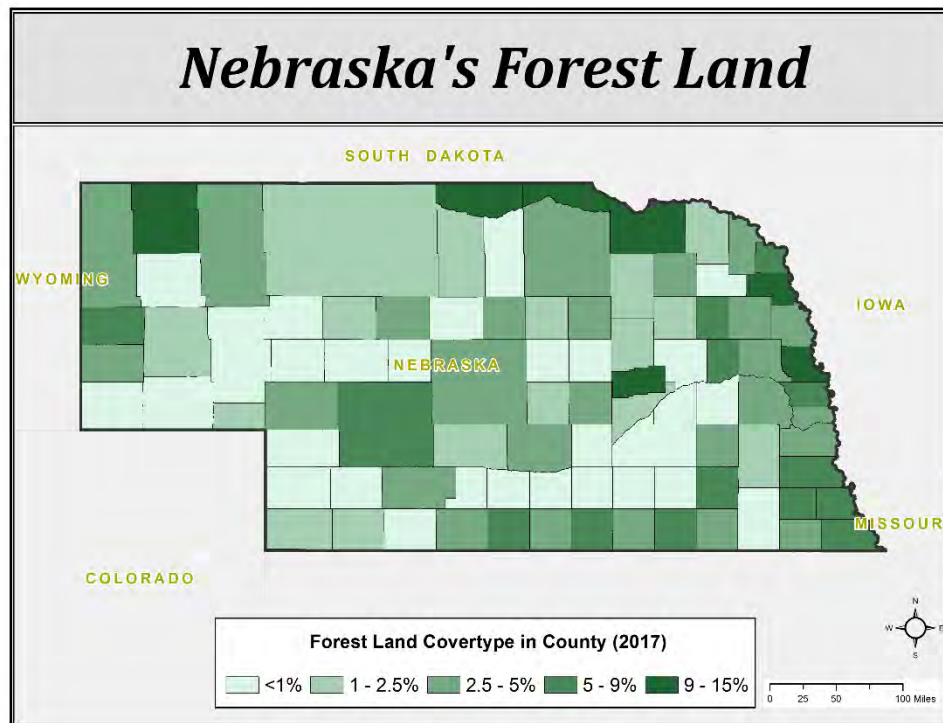 Nebraska's Forest Land
SOUTH DAKOTA
WYOMING
IOWA
NEBRASKA
MISSOUR
COLORADO
N
W E
S
Forest Land Covertype in County (2017)
<1% 1 - 2.5% 2.5 - 5% 5 - 9% 9 - 15%
0 25 50 100 Miles